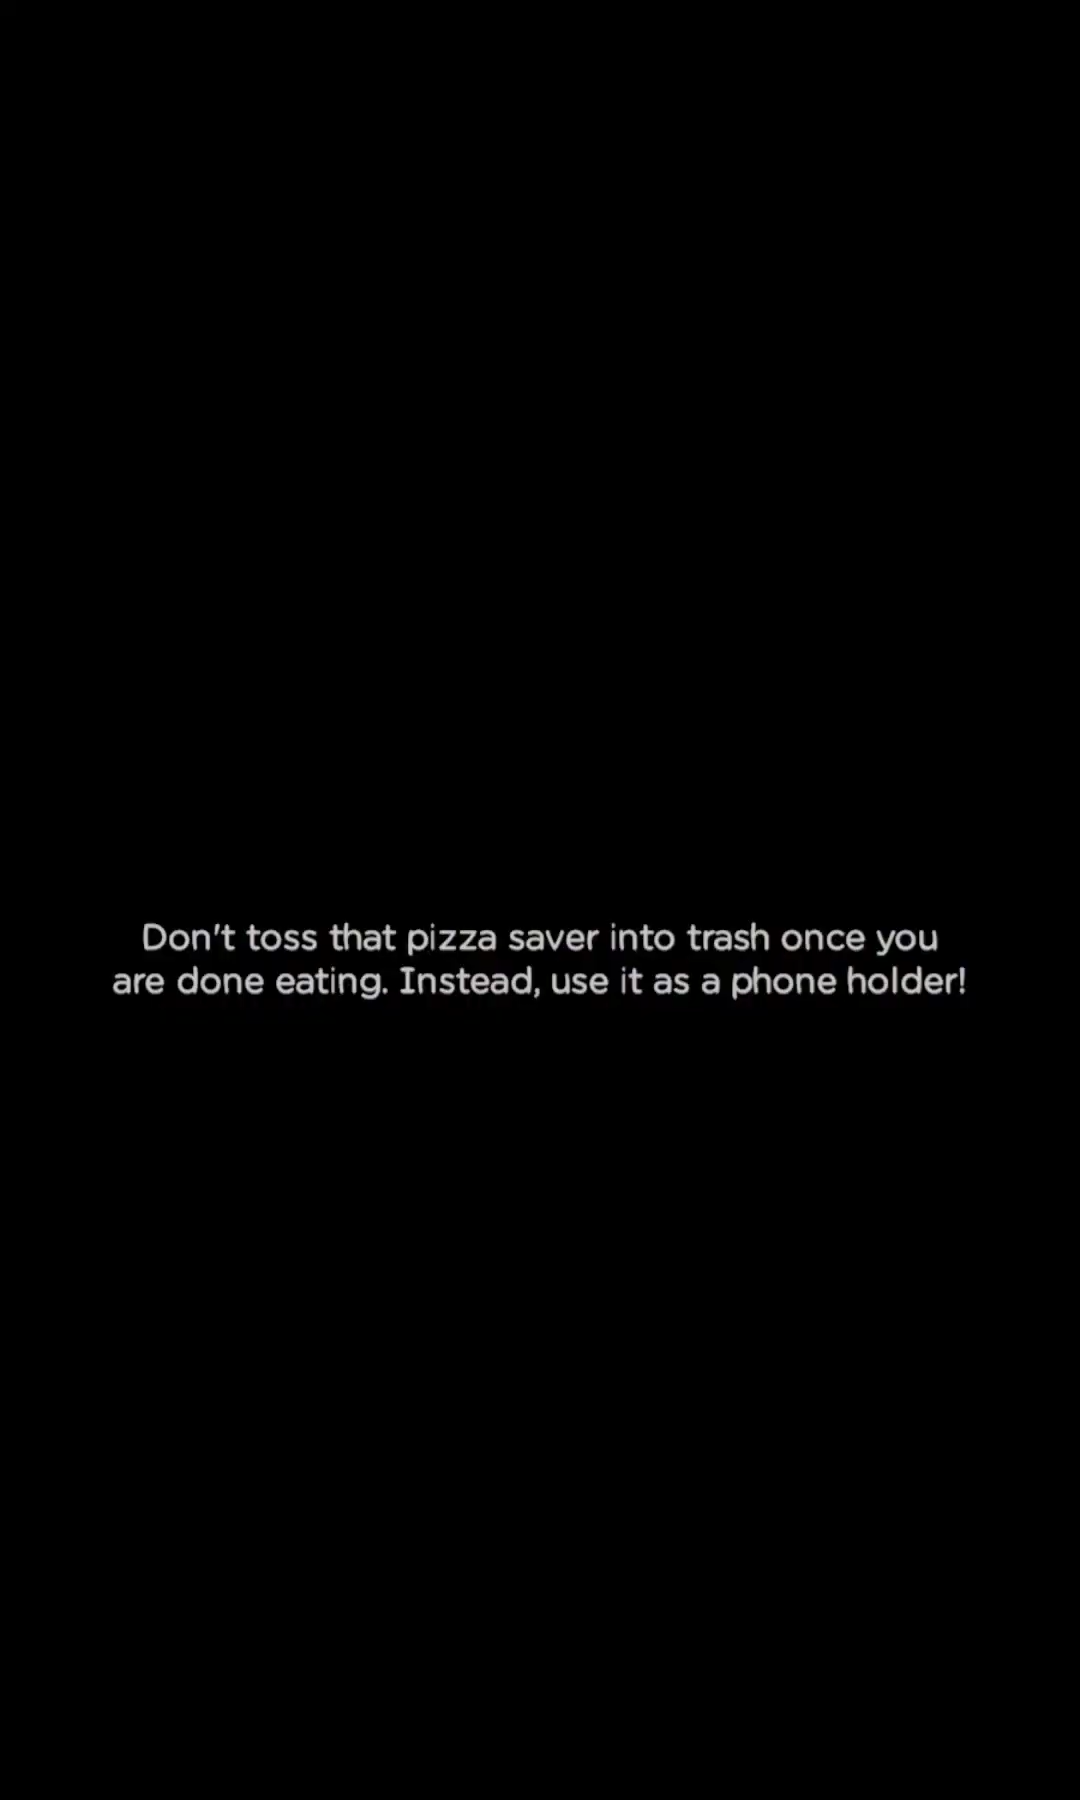 Don't toss that pizza saver into trash once you
are done eating. Instead, use it as a phone holder!